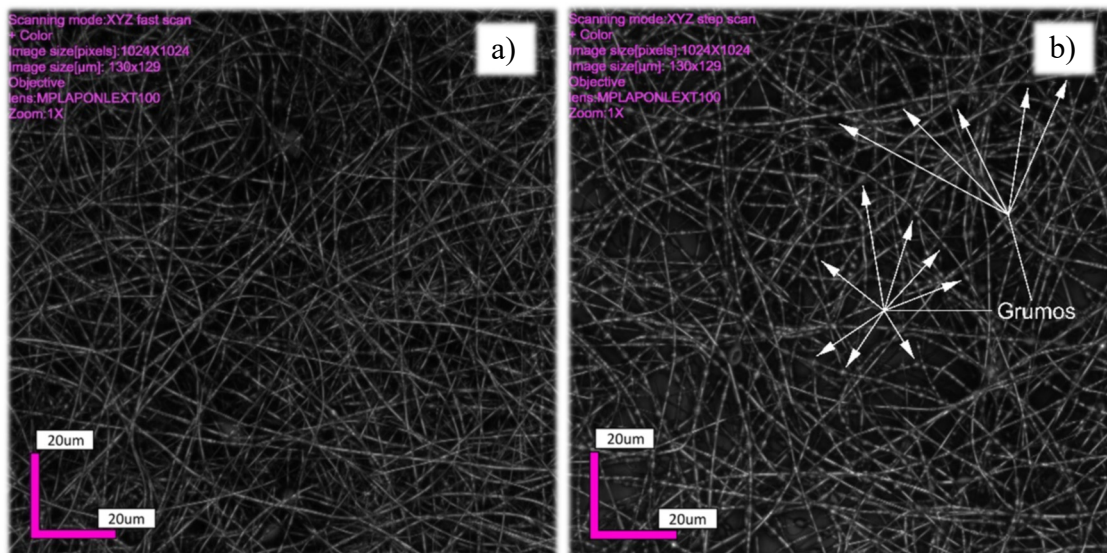 Scanning mode:XYZ fast scan
+ Color
Image size[pixels]:1024X1024
Image size[µm]: 130x129
Objective
lens:MPLAPONLEXT100
Zoom:1X
a)
20um
20um
Scanning mode:XYZ step scan
+ Color
Image size[pixels]:1024X1024
Image size[µm]: 130x129
Objective
lens:MPLAPONLEXT100
Zoom:1X
b)
Grumos
20um
20um